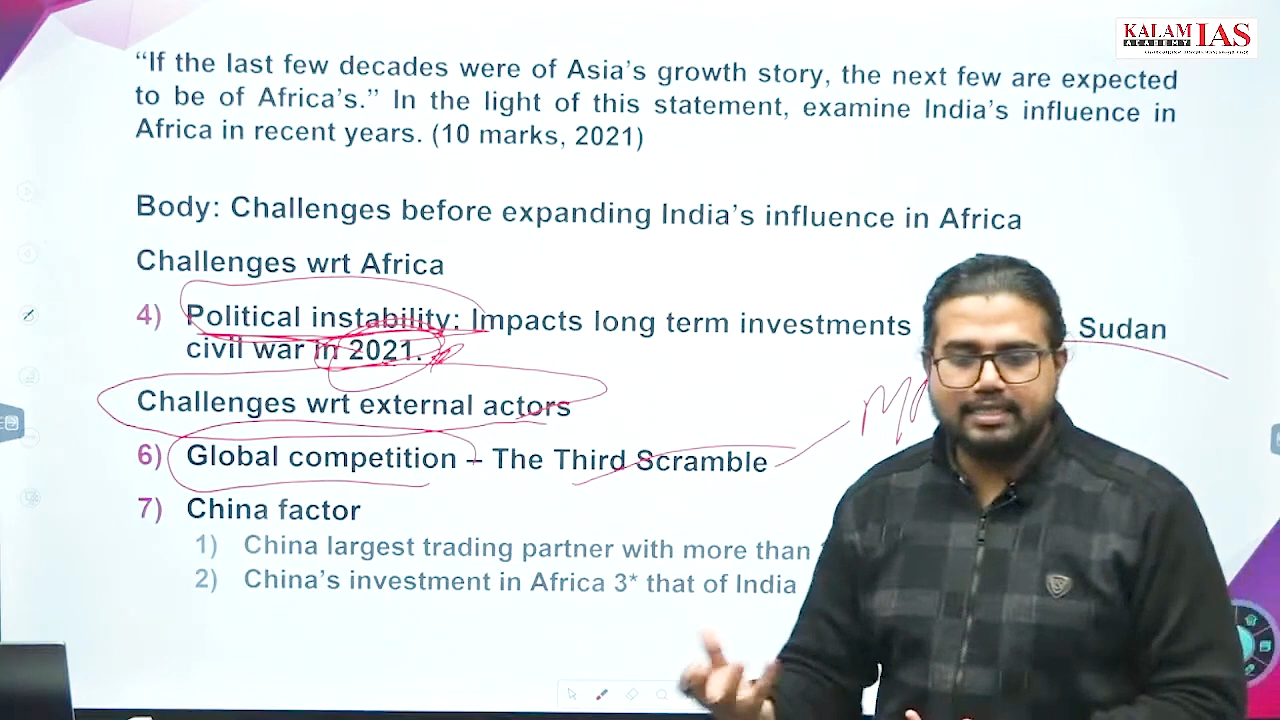 KALAM IAS
ACADEMY
“If the last few decades were of Asia’s growth story, the next few are expected
to be of Africa’s.” In the light of this statement, examine India’s influence in
Africa in recent years. (10 marks, 2021)
Body: Challenges before expanding India’s influence in Africa
Challenges wrt Africa
4) Political instability: Impacts long term investments Sudan
civil war in 2021.
Challenges wrt external actors
6) Global competition – The Third Scramble
7) China factor
1) China largest trading partner with more than
2) China’s investment in Africa 3* that of India